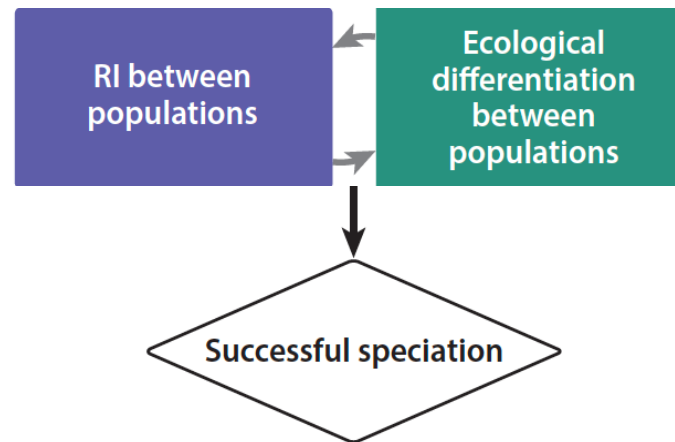 RI between
populations
Ecological
differentiation
between
populations
Successful speciation